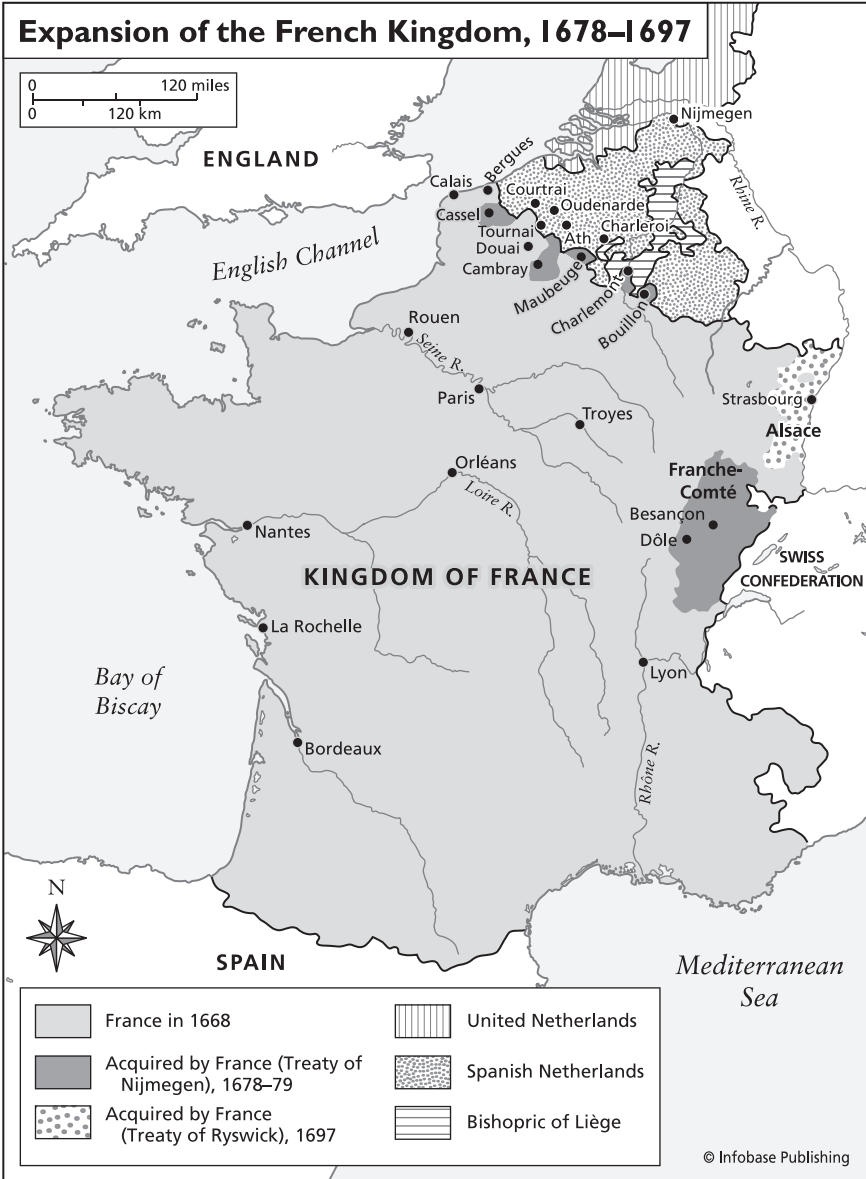 Expansion of the French Kingdom, 1678–1697
0 120 miles
0 120 km
ENGLAND
English Channel
Nijmegen
Rhine R.
Calais
Bergues
Courtrai
Cassel
Oudenarde
Tournai
Ath
Charleroi
Douai
Cambray
Maubeuge
Charlemont
Bouillon
Rouen
Seine R.
Paris
Troyes
Strasbourg
Alsace
Orléans
Loire R.
Franche-
Comté
Besançon
Dôle
Nantes
KINGDOM OF FRANCE
SWISS
CONFEDERATION
La Rochelle
Bay of
Biscay
Lyon
Bordeaux
Rhône R.
N
SPAIN
Mediterranean
Sea
France in 1668
Acquired by France (Treaty of
Nijmegen), 1678–79
Acquired by France
(Treaty of Ryswick), 1697
United Netherlands
Spanish Netherlands
Bishopric of Liège
© Infobase Publishing